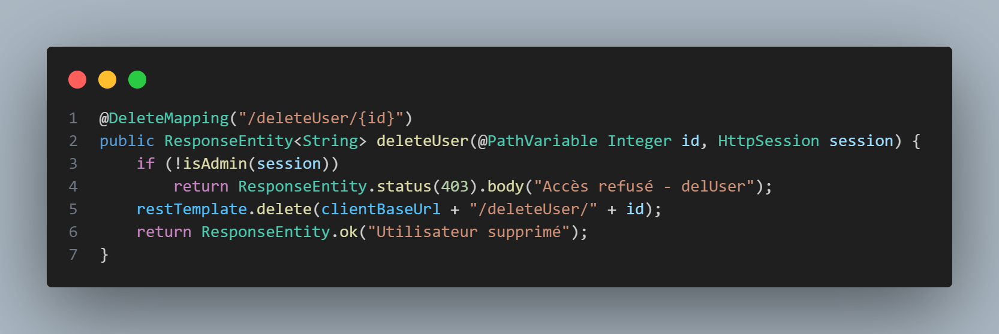 1 @DeleteMapping("/deleteUser/{id}")
2 public ResponseEntity<String> deleteUser(@PathVariable Integer id, HttpSession session) {
3     if (!isAdmin(session))
4         return ResponseEntity.status(403).body("Accès refusé - delUser");
5     restTemplate.delete(clientBaseUrl + "/deleteUser/" + id);
6     return ResponseEntity.ok("Utilisateur supprimé");
7 }